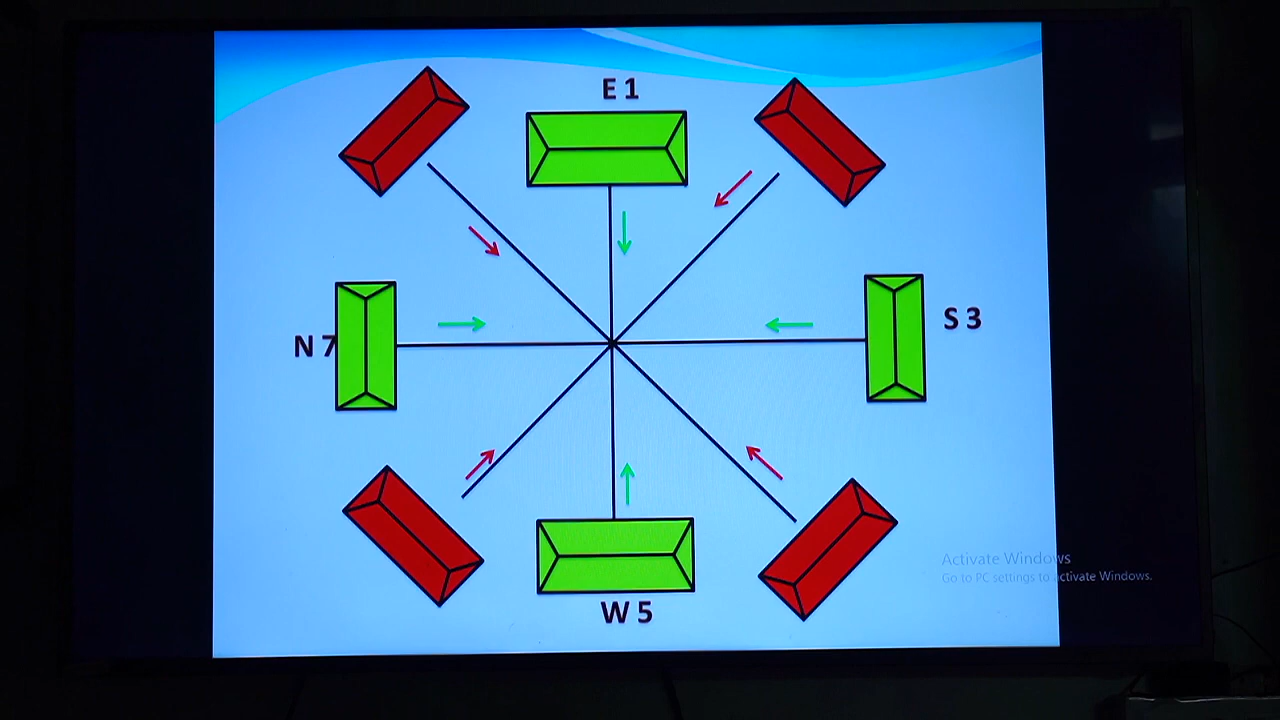 E 1
S 3
N 7
W 5
Activate Windows
Go to PC settings to activate Windows.